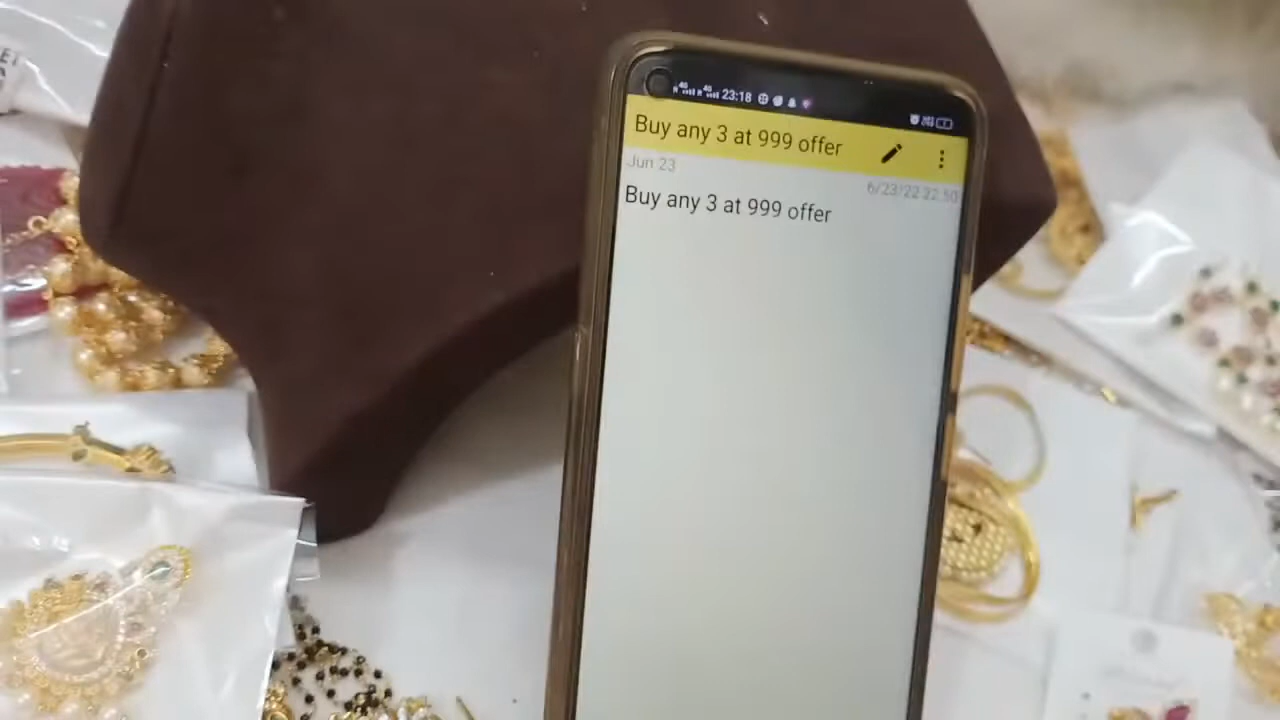 23:18
Buy any 3 at 999 offer
Jun 23
6/23/22 22:50
Buy any 3 at 999 offer